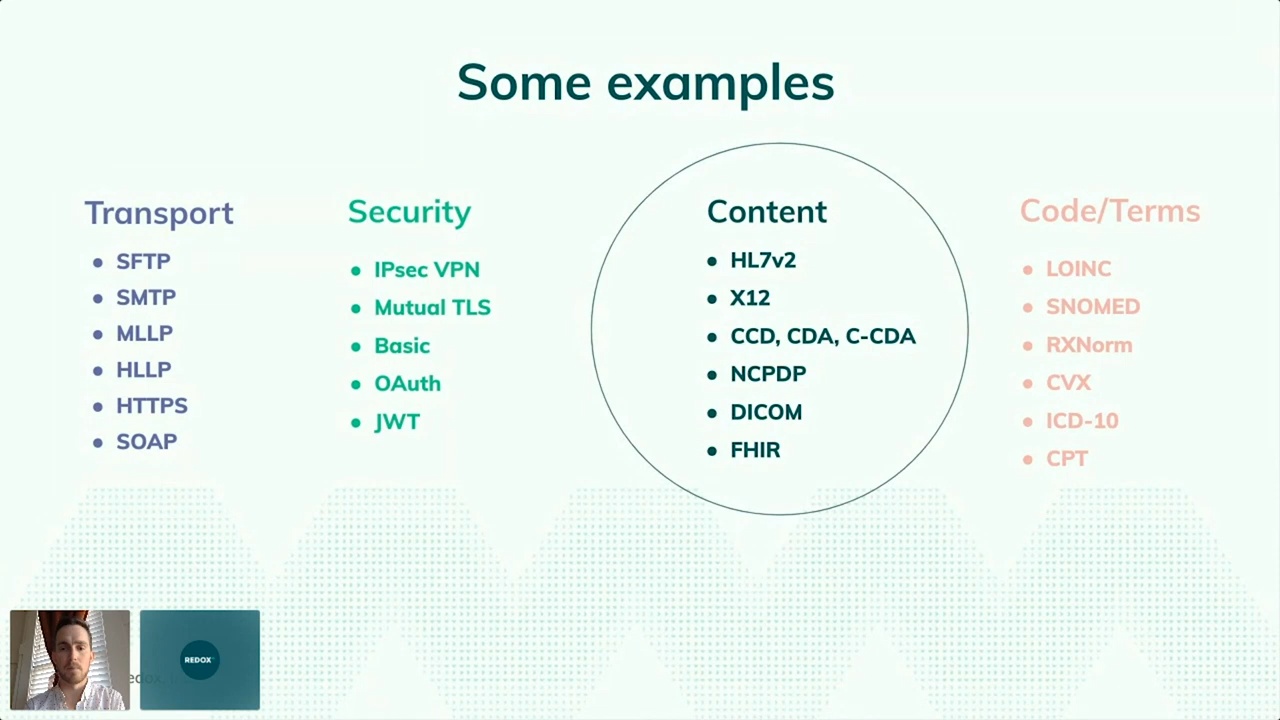 Some examples
Transport
SFTP
SMTP
MLLP
HLLP
HTTPS
SOAP
Security
IPsec VPN
Mutual TLS
Basic
OAuth
JWT
Content
HL7v2
X12
CCD, CDA, C-CDA
NCPDP
DICOM
FHIR
Code/Terms
LOINC
SNOMED
RXNorm
CVX
ICD-10
CPT
REDOX